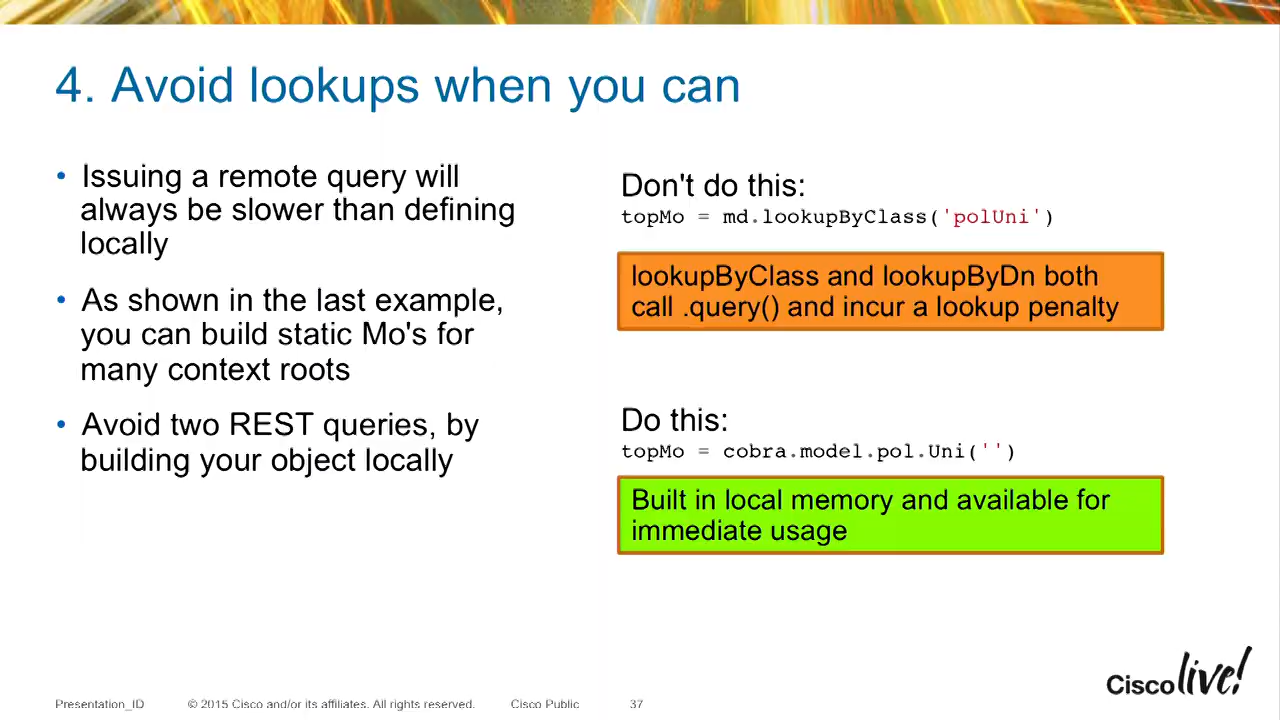 4. Avoid lookups when you can
• Issuing a remote query will
always be slower than defining
locally
• As shown in the last example,
you can build static Mo's for
many context roots
• Avoid two REST queries, by
building your object locally
Don't do this:
topMo = md.lookupByClass('polUni')
lookupByClass and lookupByDn both
call .query() and incur a lookup penalty
Do this:
topMo = cobra.model.pol.Uni('')
Built in local memory and available for
immediate usage
Cisco live!
Presentation_ID © 2015 Cisco and/or its affiliates. All rights reserved. Cisco Public 37